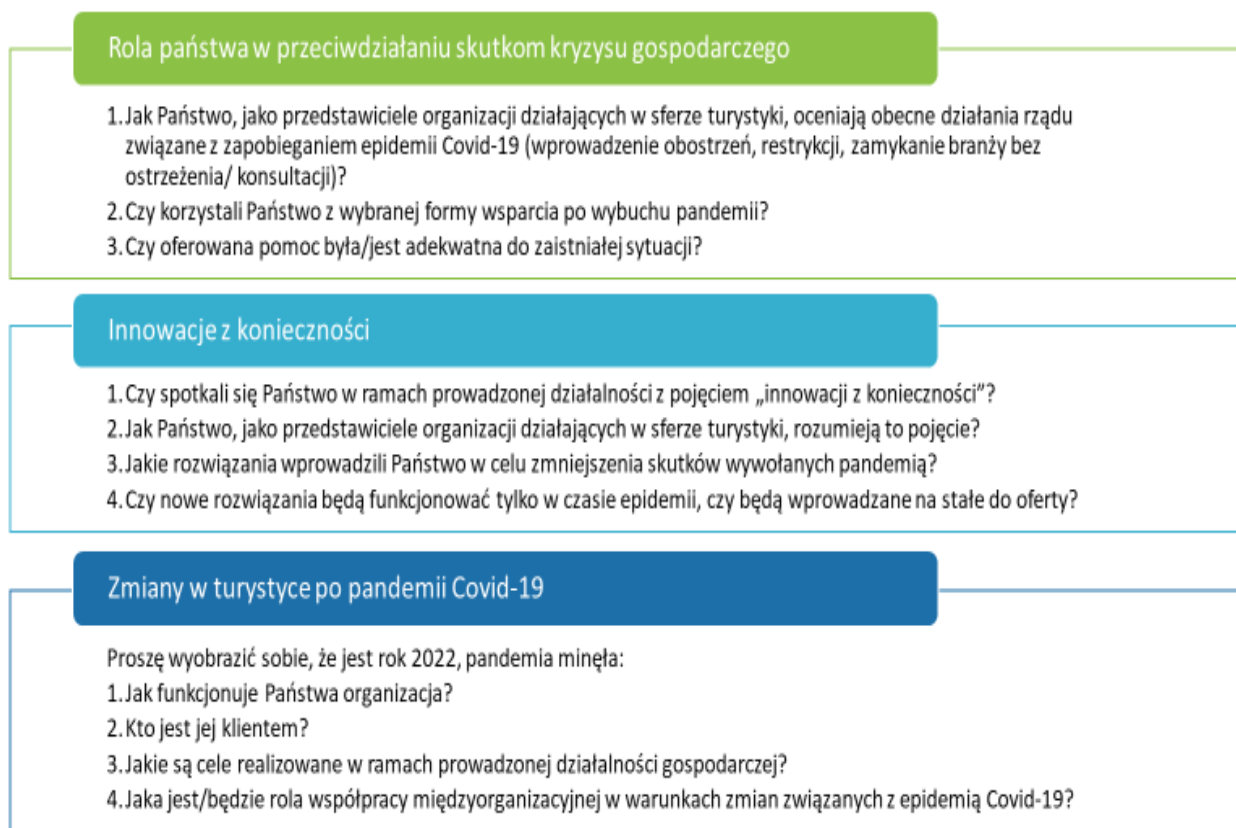 Rola państwa w przeciwdziałaniu skutkom kryzysu gospodarczego
1. Jak Państwo, jako przedstawiciele organizacji działających w sferze turystyki, oceniają obecne działania rządu
związane z zapobieganiem epidemii Covid-19 (wprowadzenie obostrzeń, restrykcji, zamykanie branży bez
ostrzeżenia/ konsultacji)?
2. Czy korzystali Państwo z wybranej formy wsparcia po wybuchu pandemii?
3. Czy oferowana pomoc była/jest adekwatna do zaistniałej sytuacji?
Innowacje z konieczności
1. Czy spotkali się Państwo w ramach prowadzonej działalności z pojęciem „innowacji z konieczności”?
2. Jak Państwo, jako przedstawiciele organizacji działających w sferze turystyki, rozumieją to pojęcie?
3. Jakie rozwiązania wprowadzili Państwo w celu zmniejszenia skutków wywołanych pandemią?
4. Czy nowe rozwiązania będą funkcjonować tylko w czasie epidemii, czy będą wprowadzane na stałe do oferty?
Zmiany w turystyce po pandemii Covid-19
Proszę wyobrazić sobie, że jest rok 2022, pandemia minęła:
1. Jak funkcjonuje Państwa organizacja?
2. Kto jest jej klientem?
3. Jakie są cele realizowane w ramach prowadzonej działalności gospodarczej?
4. Jaka jest/będzie rola współpracy międzyorganizacyjnej w warunkach zmian związanych z epidemią Covid-19?